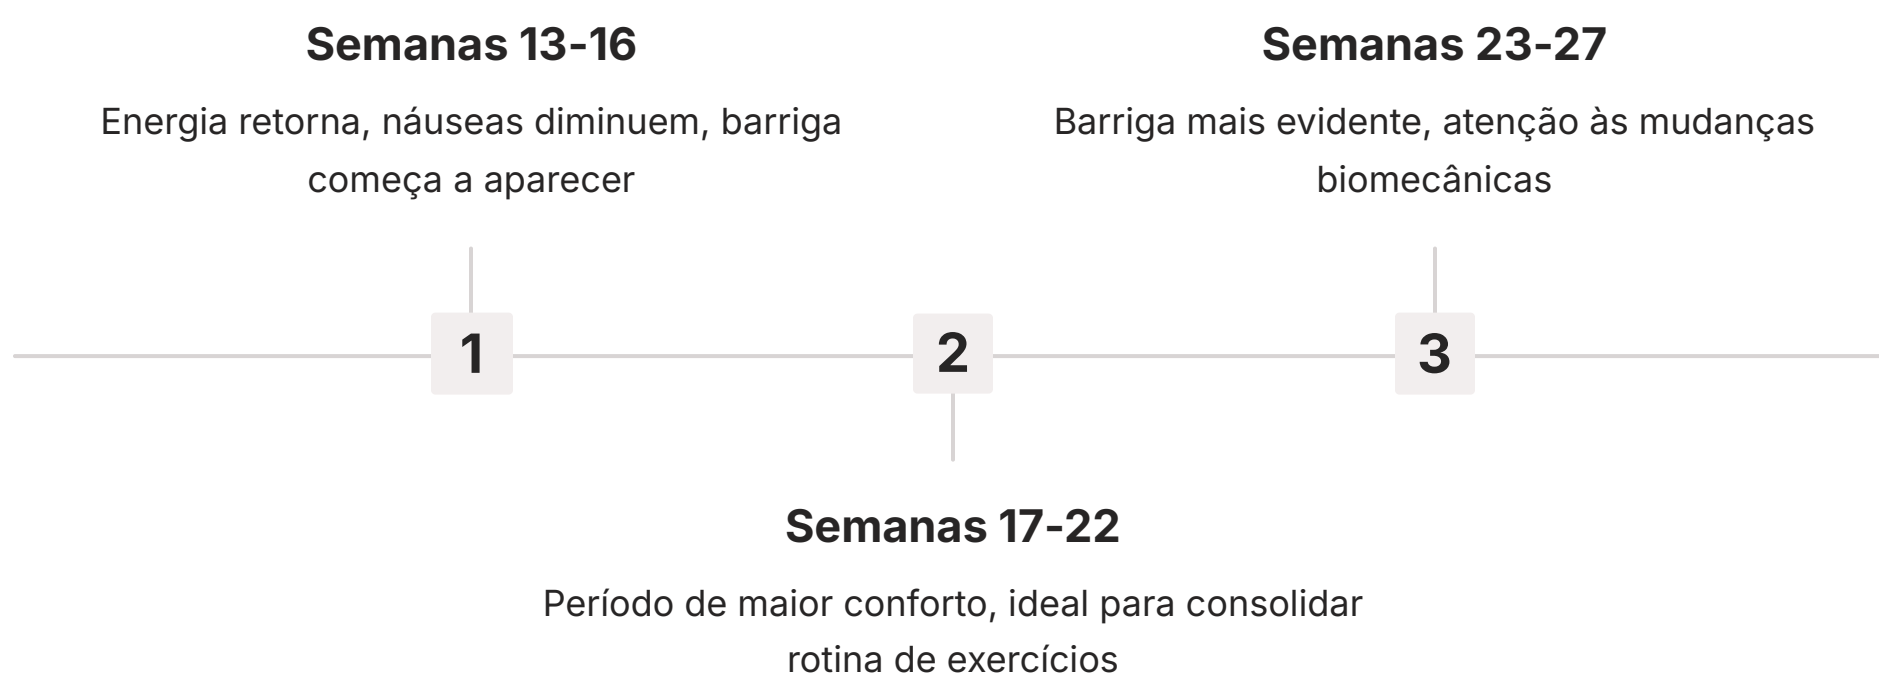 Semanas 13-16
Energia retorna, náuseas diminuem, barriga
começa a aparecer
Semanas 23-27
Barriga mais evidente, atenção às mudanças
biomecânicas
1
2
3
Semanas 17-22
Período de maior conforto, ideal para consolidar
rotina de exercícios